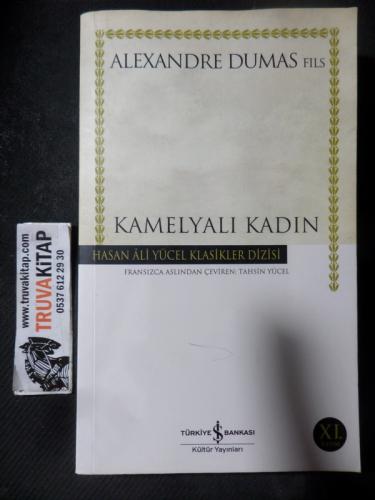 ALEXANDRE DUMAS FILS
KAMELYALI KADIN
HASAN ÂLİ YÜCEL KLASİKLER DİZİSİ
FRANSIZCA ASLINDAN ÇEVİREN: TAHSİN YÜCEL
TÜRKİYE İŞ BANKASI
Kültür Yayınları
XI.
www.truvakitap.com
TRUVAKİTAP
0537 612 29 30